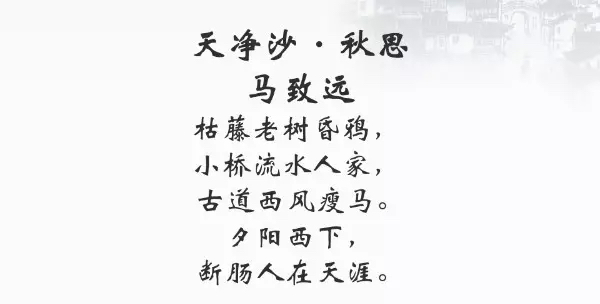 天净沙·秋思
马致远
枯藤老树昏鸦，
小桥流水人家，
古道西风瘦马。
夕阳西下，
断肠人在天涯。